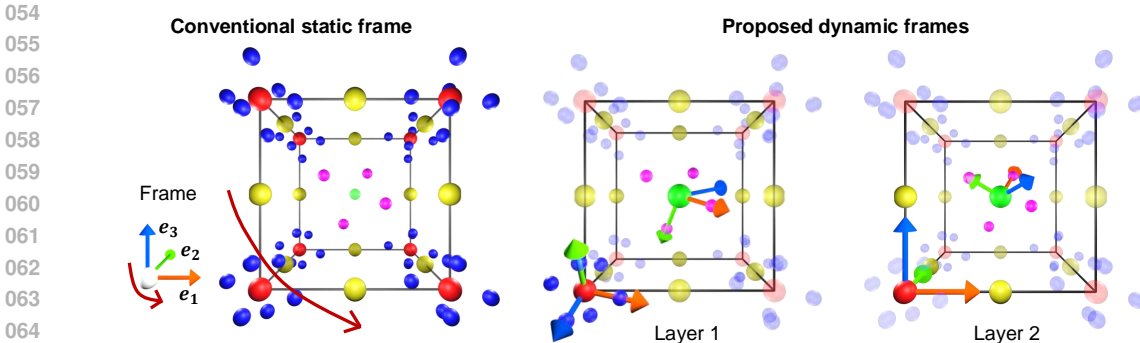 054
055
056
057
058
059
060
061
062
063
064
Conventional static frame
Proposed dynamic frames
Frame
e₃
e₂
e₁
Layer 1
Layer 2